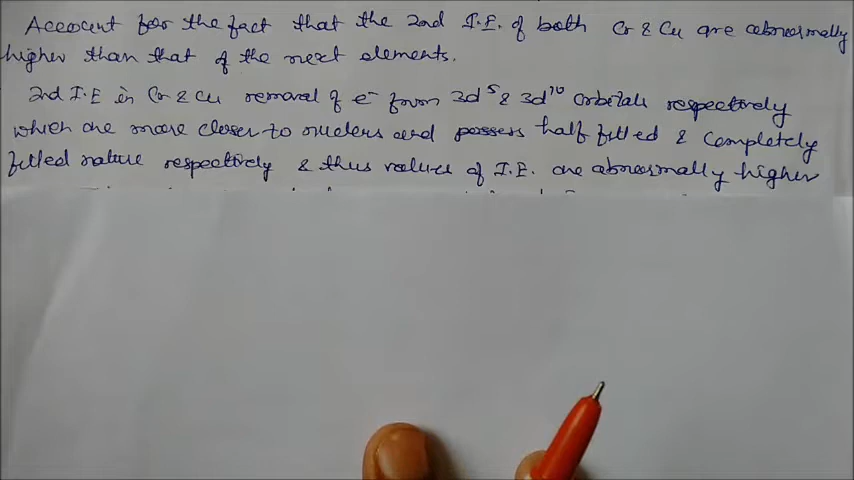 Account for the fact that the 2nd I.E. of both Cr & Cu are abnormally
higher than that of the next elements.
2nd I.E in Cr & Cu removal of e⁻ from 3d⁵ & 3d¹⁰ orbitals respectively
which are more closer to nucleus and possess half filled & completely
filled nature respectively & thus values of I.E. are abnormally higher